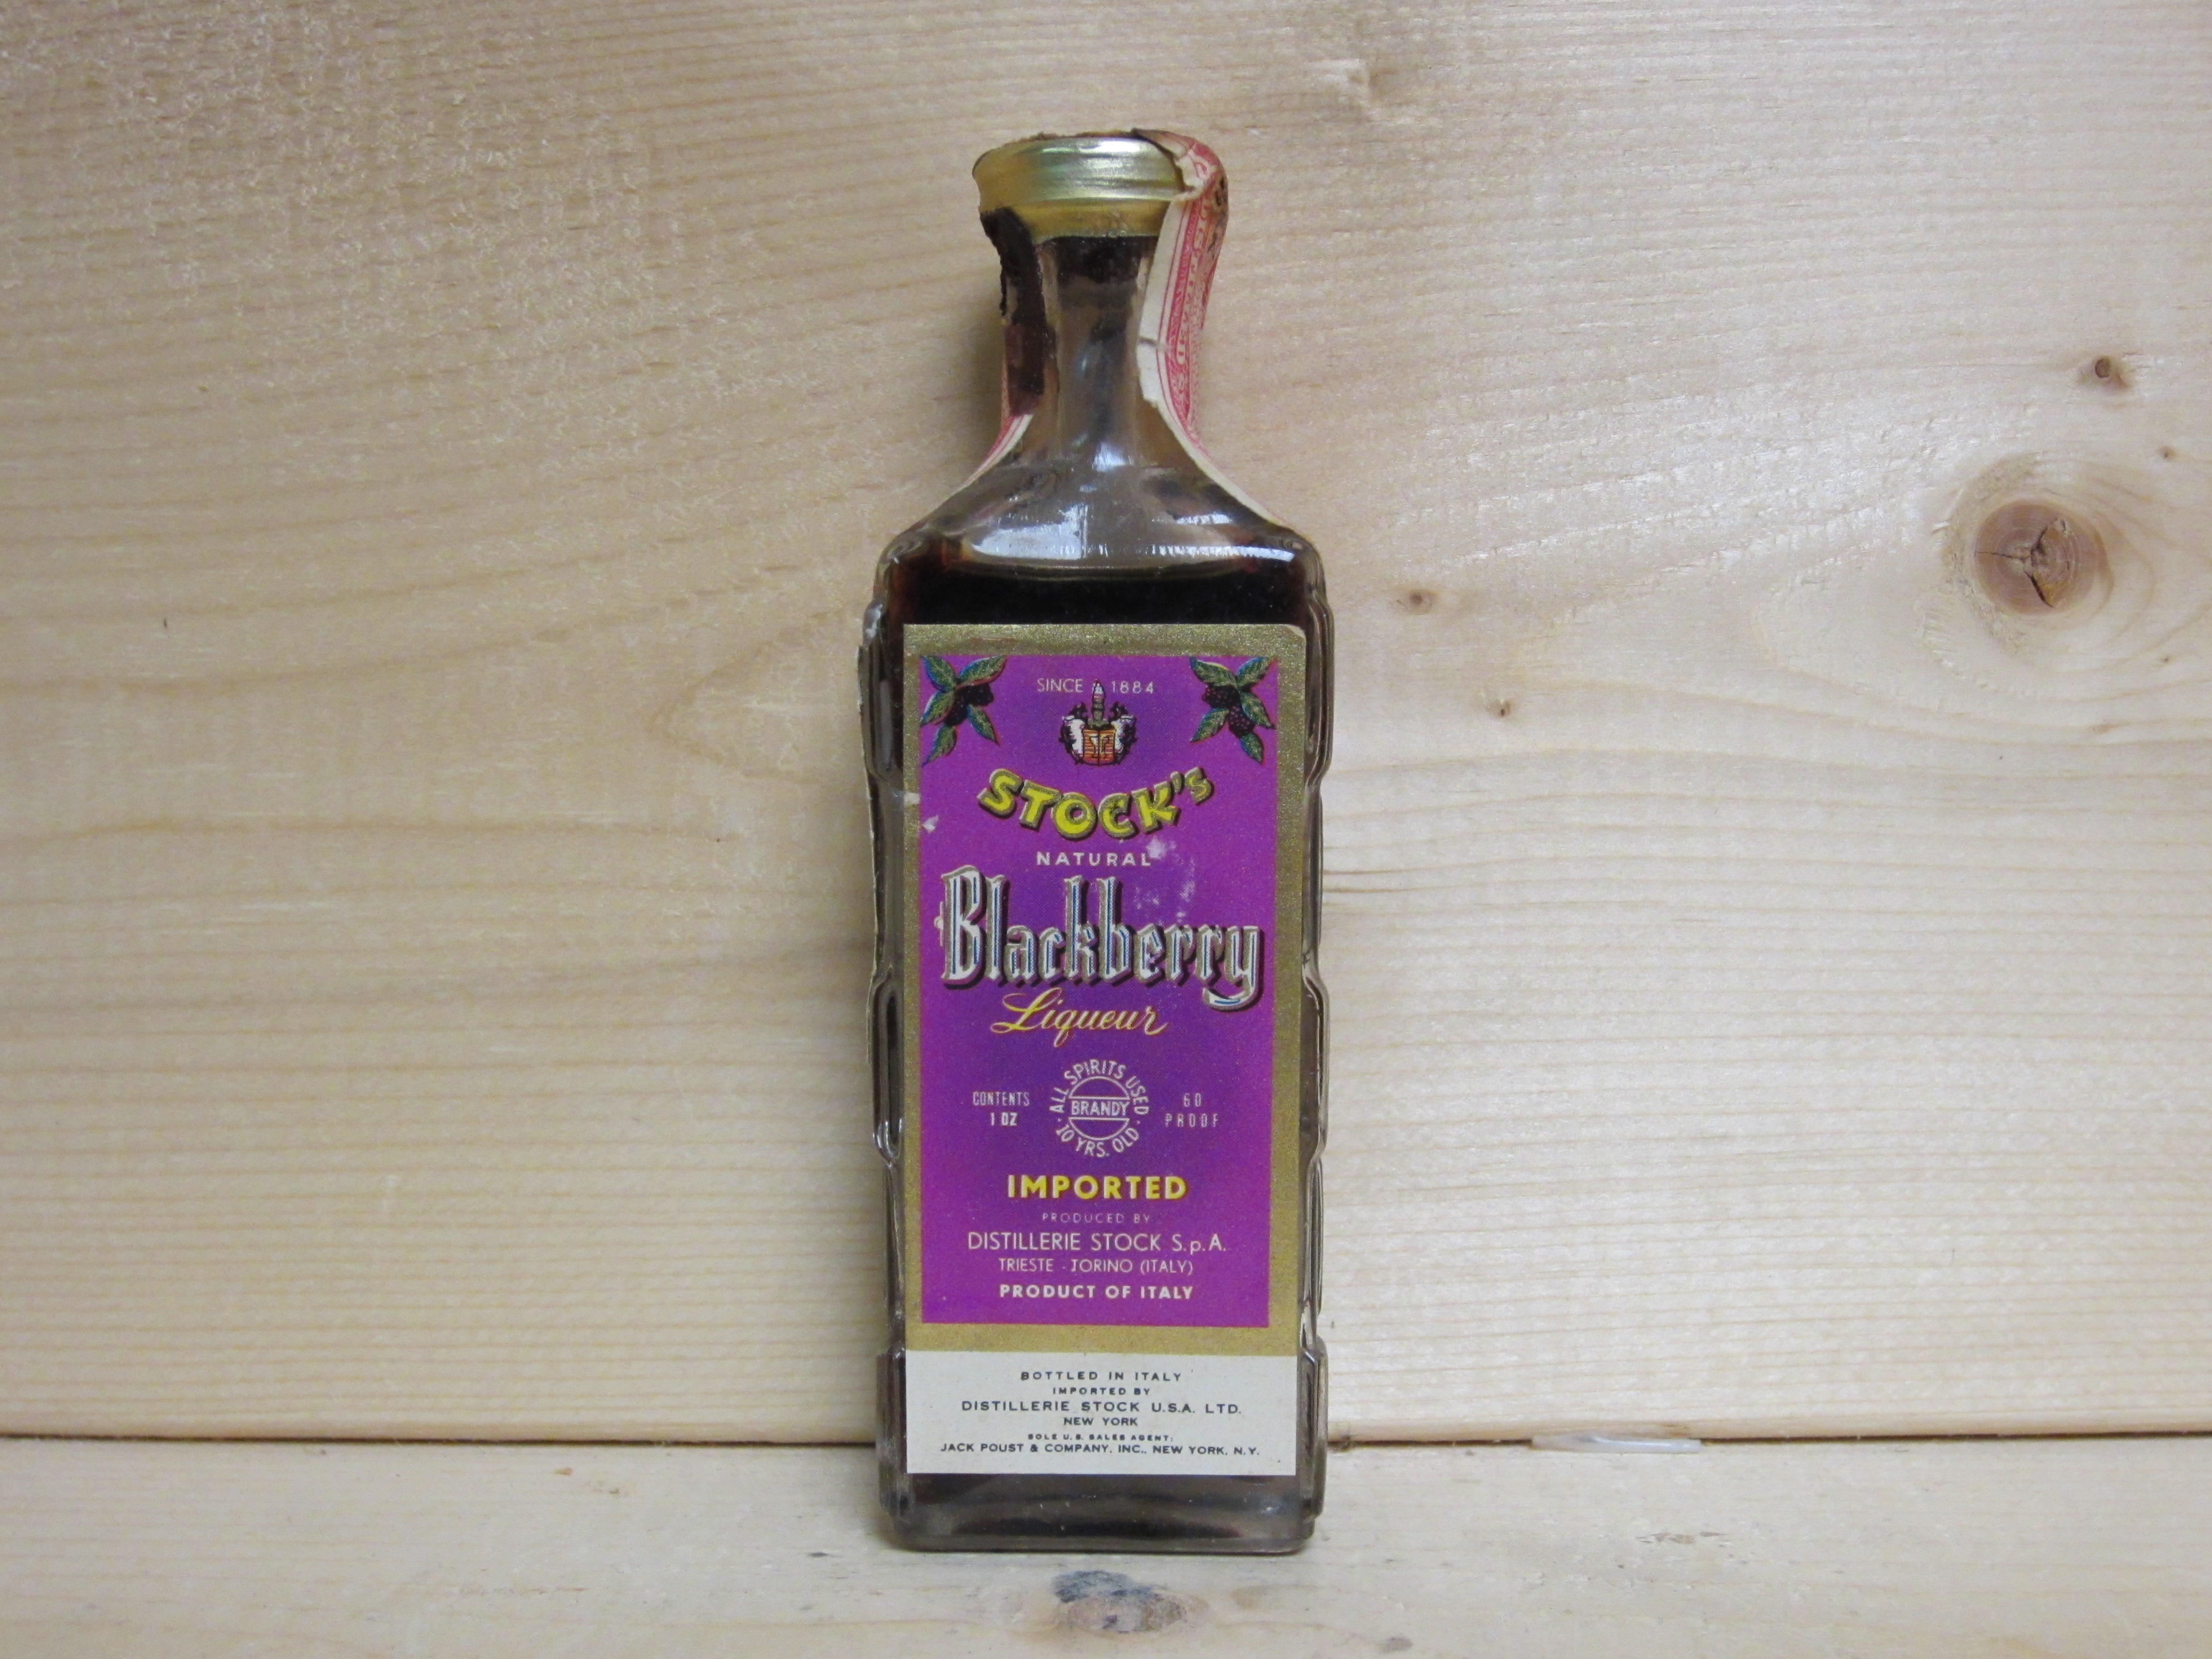 SINCE 1884
STOCK's
NATURAL
Blackberry
Liqueur
CONTENTS
1 OZ
ALL SPIRITS USED
BRANDY
10 YRS. OLD
60
PROOF
IMPORTED
PRODUCED BY
DISTILLERIE STOCK S.p.A.
TRIESTE - TORINO (ITALY)
PRODUCT OF ITALY
BOTTLED IN ITALY
IMPORTED BY
DISTILLERIE STOCK U.S.A. LTD.
NEW YORK
SOLE U.S. SALES AGENT:
JACK POUST & COMPANY, INC., NEW YORK, N.Y.